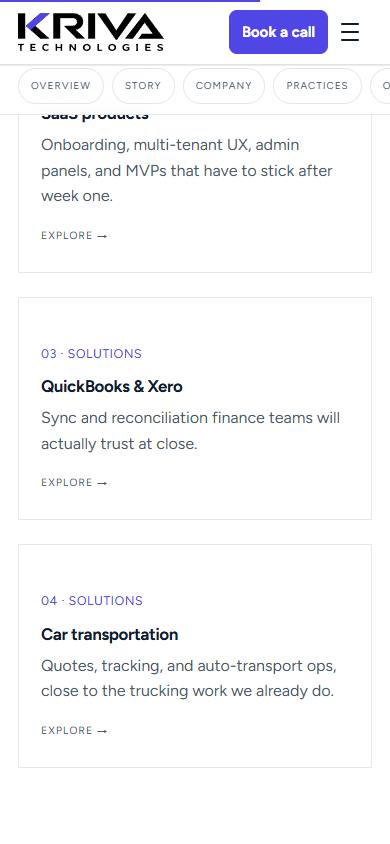 KRIVA
TECHNOLOGIES
Book a call
OVERVIEW
STORY
COMPANY
PRACTICES
SaaS products
Onboarding, multi-tenant UX, admin
panels, and MVPs that have to stick after
week one.
EXPLORE →
03 · SOLUTIONS
QuickBooks & Xero
Sync and reconciliation finance teams will
actually trust at close.
EXPLORE →
04 · SOLUTIONS
Car transportation
Quotes, tracking, and auto-transport ops,
close to the trucking work we already do.
EXPLORE →